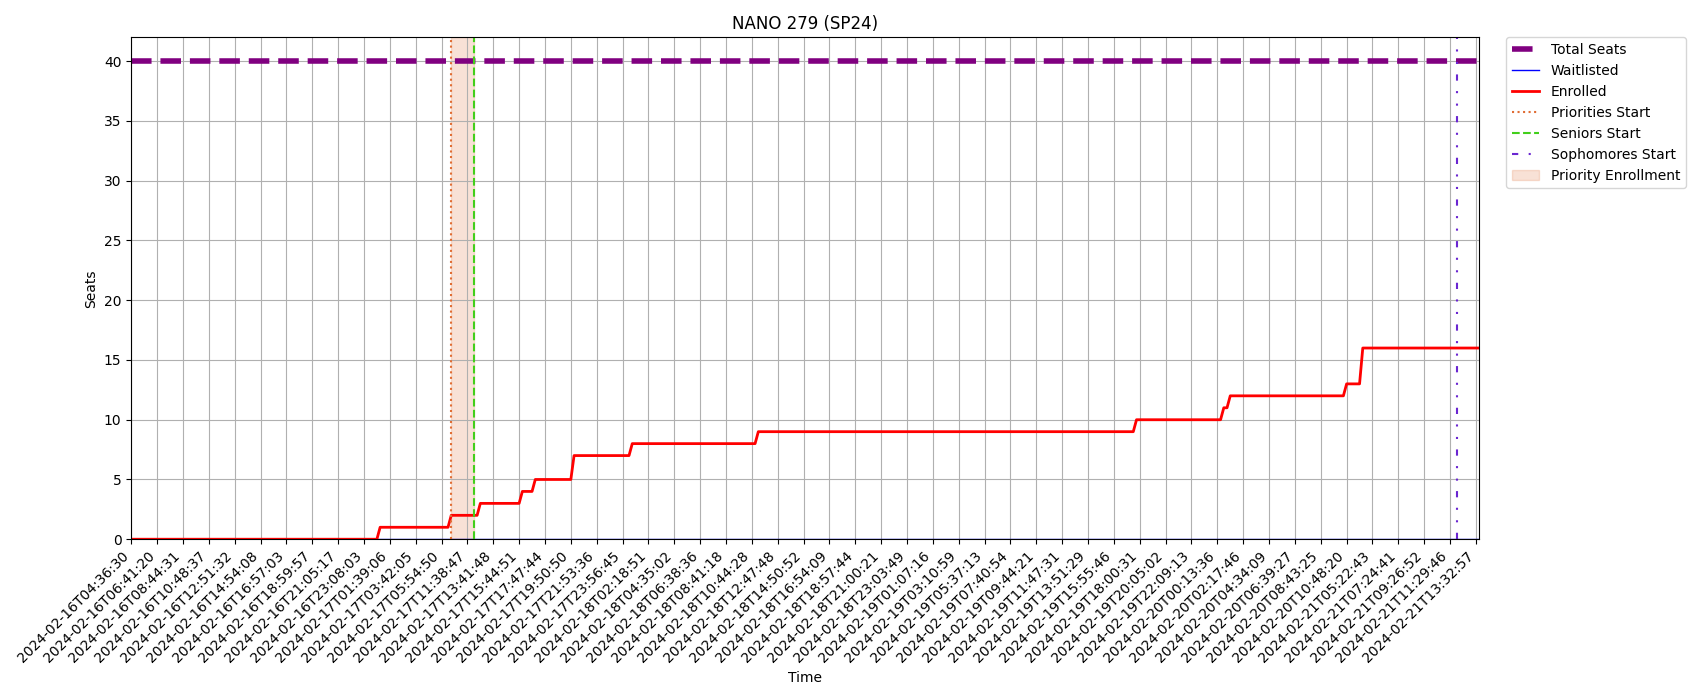 NANO 279 (SP24)
Total Seats
Waitlisted
Enrolled
Priorities Start
Seniors Start
Sophomores Start
Priority Enrollment
Seats
40
35
30
25
20
15
10
5
0
2024-02-16T04:36:30
2024-02-16T06:41:20
2024-02-16T08:44:31
2024-02-16T10:48:37
2024-02-16T12:51:32
2024-02-16T14:54:08
2024-02-16T16:57:03
2024-02-16T18:59:57
2024-02-16T21:05:17
2024-02-16T23:08:03
2024-02-17T01:39:06
2024-02-17T03:42:05
2024-02-17T05:54:50
2024-02-17T11:38:47
2024-02-17T13:41:48
2024-02-17T15:44:51
2024-02-17T17:47:44
2024-02-17T19:50:50
2024-02-17T21:53:36
2024-02-17T23:56:45
2024-02-18T02:18:51
2024-02-18T04:35:02
2024-02-18T06:38:36
2024-02-18T08:41:18
2024-02-18T10:44:28
2024-02-18T12:47:48
2024-02-18T14:50:52
2024-02-18T16:54:09
2024-02-18T18:57:44
2024-02-18T21:00:21
2024-02-18T23:03:49
2024-02-19T01:07:16
2024-02-19T03:10:59
2024-02-19T05:37:13
2024-02-19T07:40:54
2024-02-19T09:44:21
2024-02-19T11:47:31
2024-02-19T13:51:29
2024-02-19T15:55:46
2024-02-19T18:00:31
2024-02-19T20:05:02
2024-02-19T22:09:13
2024-02-20T00:13:36
2024-02-20T02:17:46
2024-02-20T04:34:09
2024-02-20T06:39:27
2024-02-20T08:43:25
2024-02-20T10:48:20
2024-02-21T05:22:43
2024-02-21T07:24:41
2024-02-21T09:26:52
2024-02-21T11:29:46
2024-02-21T13:32:57
Time